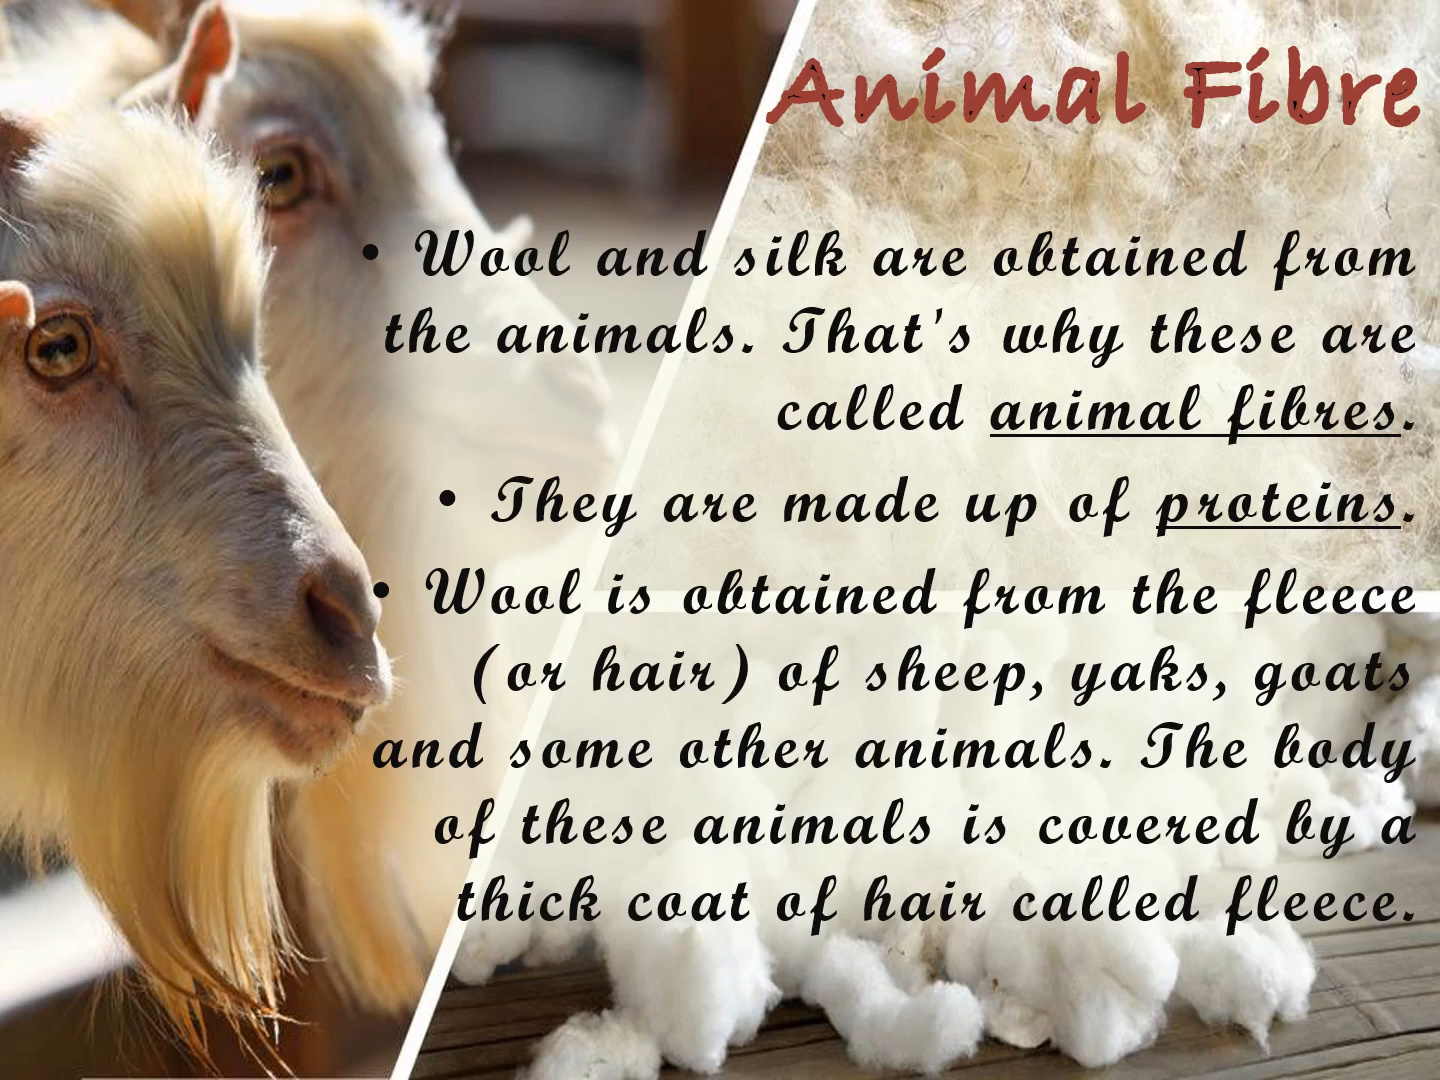 Animal Fibre
• Wool and silk are obtained from
the animals. That's why these are
called animal fibres.
• They are made up of proteins.
• Wool is obtained from the fleece
(or hair) of sheep, yaks, goats
and some other animals. The body
of these animals is covered by a
thick coat of hair called fleece.